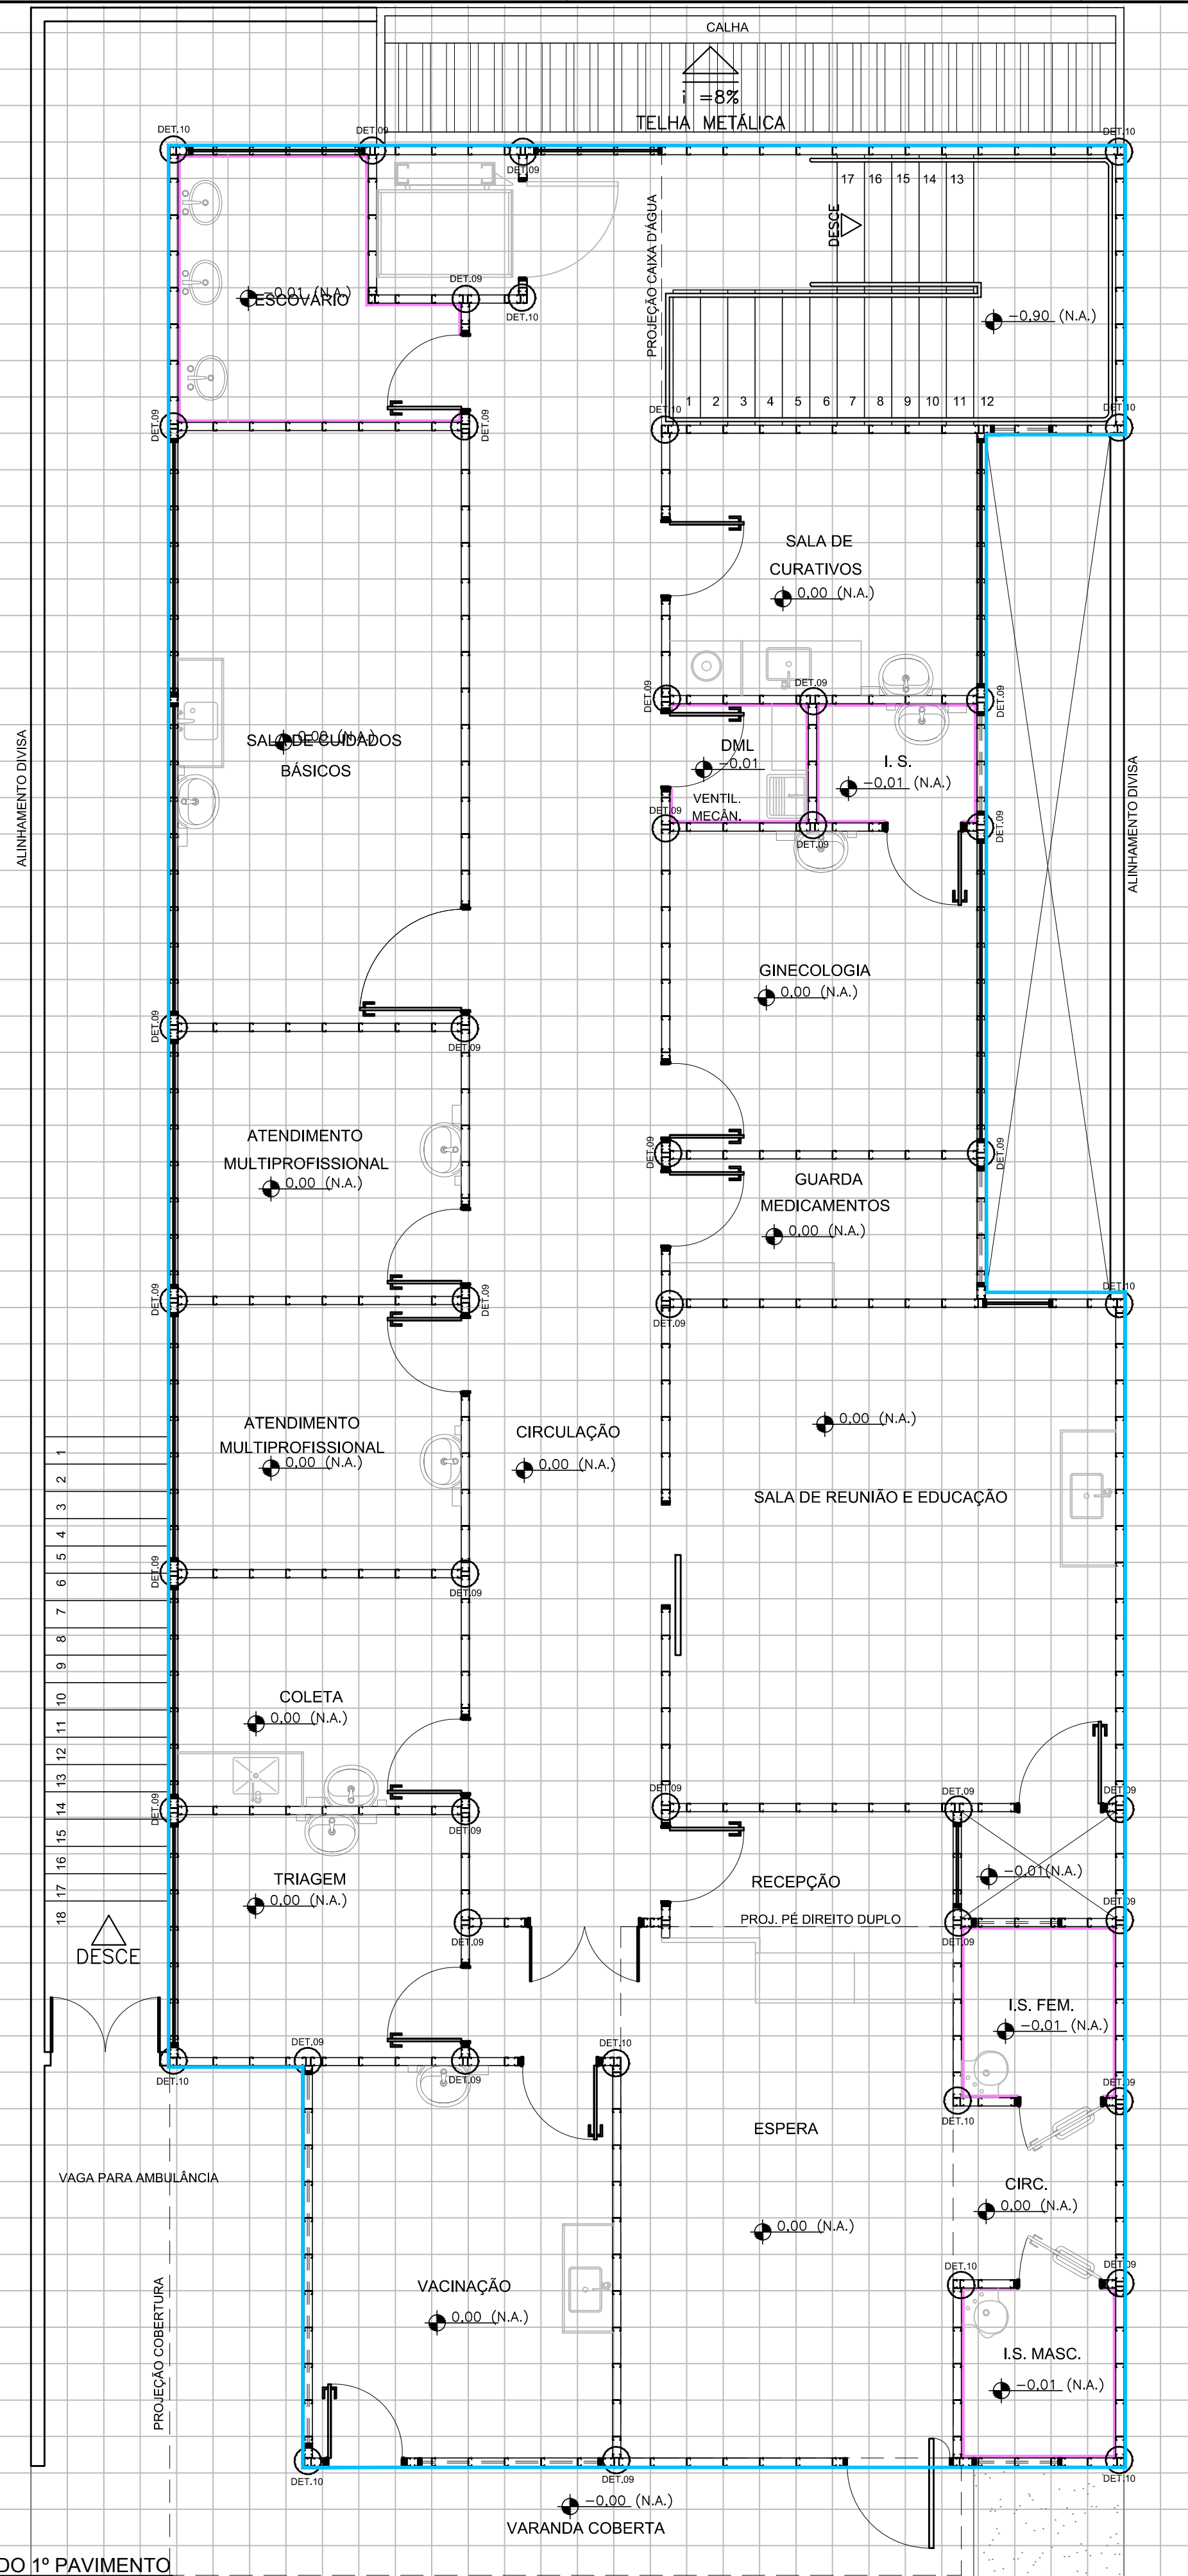 CALHA
i =8%
TELHA METÁLICA
DET.10
DET.09
DET.09
DET.10
17 16 15 14 13
DESCE
PROJEÇÃO CAIXA D'ÁGUA
-0,01 (N.A.)
ESCOVÁRIO
DET.09
DET.10
-0,90 (N.A.)
1 2 3 4 5 6 7 8 9 10 11 12
DET.09
DET.09
DET.10
DET.10
SALA DE
CURATIVOS
0,00 (N.A.)
DET.09
DET.09
DET.09
ALINHAMENTO DIVISA
0,00 (N.A.)
SALA DE CUIDADOS
BÁSICOS
DML
-0,01
VENTIL.
MECÂN.
I. S.
-0,01 (N.A.)
ALINHAMENTO DIVISA
DET.09
DET.09
DET.09
GINECOLOGIA
0,00 (N.A.)
DET.09
DET.09
ATENDIMENTO
MULTIPROFISSIONAL
0,00 (N.A.)
DET.09
DET.09
GUARDA
MEDICAMENTOS
0,00 (N.A.)
DET.09
DET.09
DET.09
DET.10
ATENDIMENTO
MULTIPROFISSIONAL
0,00 (N.A.)
CIRCULAÇÃO
0,00 (N.A.)
0,00 (N.A.)
SALA DE REUNIÃO E EDUCAÇÃO
1
2
3
4
5
6
7
8
9
10
11
12
13
14
15
16
17
18
DESCE
DET.09
DET.09
COLETA
0,00 (N.A.)
DET.09
DET.09
DET.09
DET.09
DET.09
TRIAGEM
0,00 (N.A.)
RECEPÇÃO
-0,01(N.A.)
PROJ. PÉ DIREITO DUPLO
DET.09
DET.09
DET.09
I.S. FEM.
-0,01 (N.A.)
DET.10
DET.09
DET.09
DET.10
DET.09
DET.10
ESPERA
VAGA PARA AMBULÂNCIA
CIRC.
0,00 (N.A.)
0,00 (N.A.)
DET.10
DET.09
VACINAÇÃO
0,00 (N.A.)
PROJEÇÃO COBERTURA
I.S. MASC.
-0,01 (N.A.)
DET.10
DET.09
DET.10
-0,00 (N.A.)
VARANDA COBERTA
DO 1º PAVIMENTO